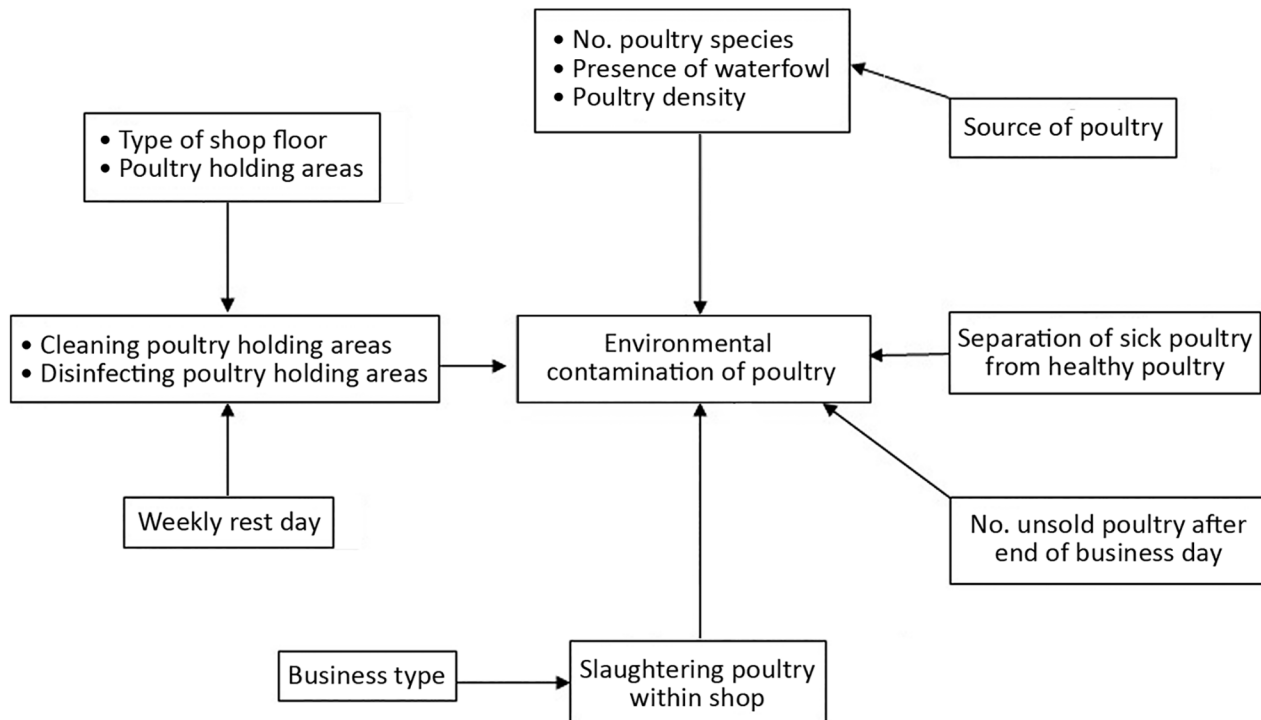 • No. poultry species
• Presence of waterfowl
• Poultry density
Source of poultry
• Type of shop floor
• Poultry holding areas
• Cleaning poultry holding areas
• Disinfecting poultry holding areas
Environmental
contamination of poultry
Separation of sick poultry
from healthy poultry
Weekly rest day
No. unsold poultry after
end of business day
Business type
Slaughtering poultry
within shop